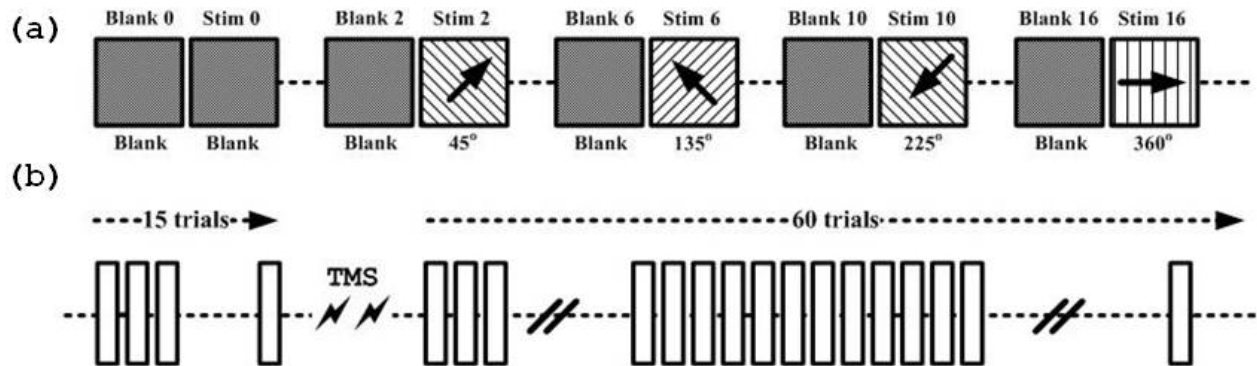 (a)
Blank 0 Stim 0 Blank 2 Stim 2 Blank 6 Stim 6 Blank 10 Stim 10 Blank 16 Stim 16
Blank Blank Blank 45° Blank 135° Blank 225° Blank 360°
(b)
15 trials 60 trials
TMS